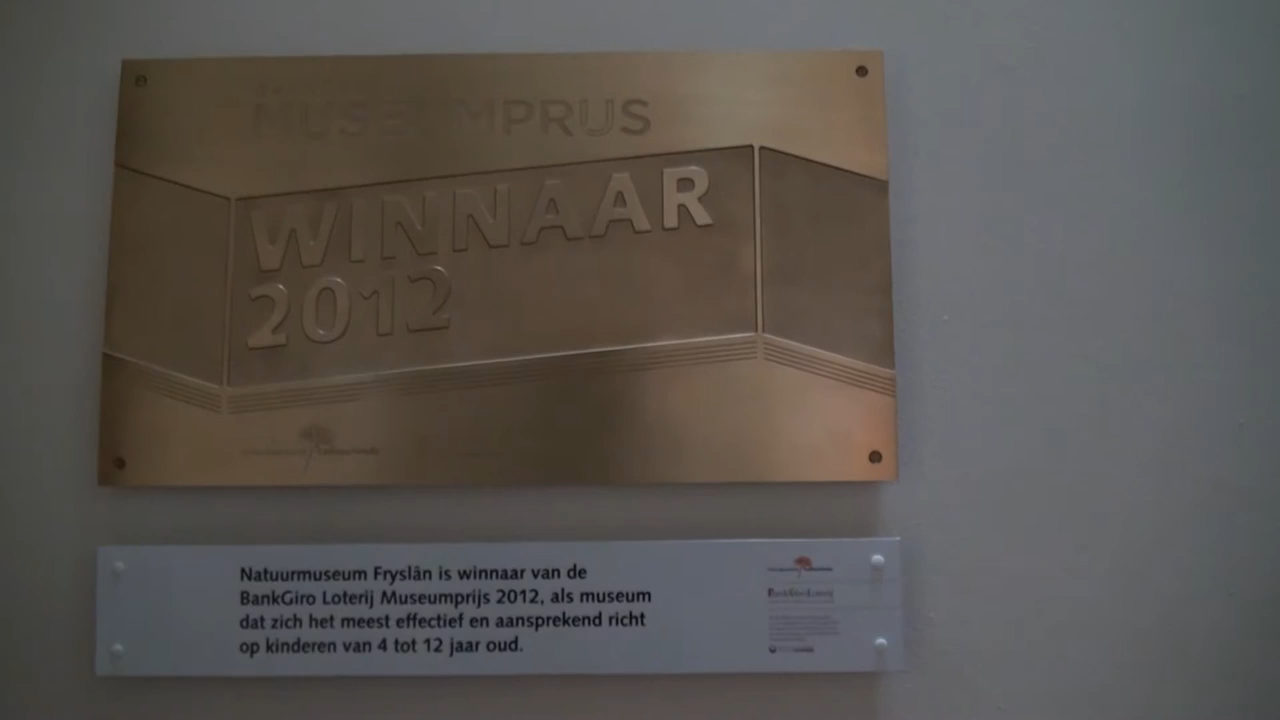 MUSEUMPRIJS
WINNAAR
2012
Natuurmuseum Fryslân is winnaar van de
BankGiro Loterij Museumprijs 2012, als museum
dat zich het meest effectief en aansprekend richt
op kinderen van 4 tot 12 jaar oud.
BankGiro Loterij